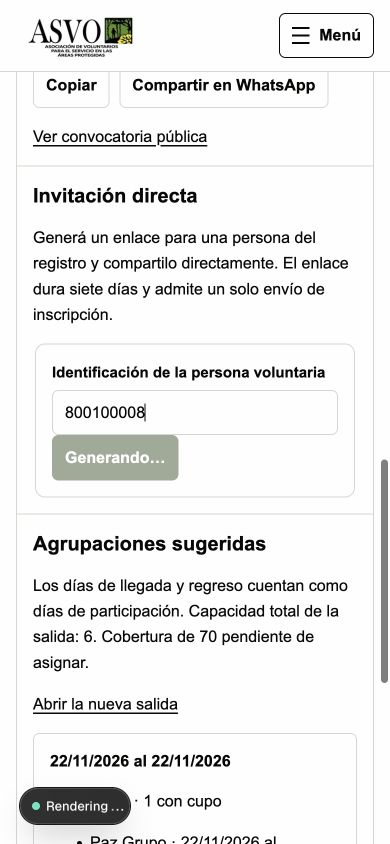 ASVO
ASOCIACIÓN DE VOLUNTARIOS
PARA EL SERVICIO EN LAS
ÁREAS PROTEGIDAS
Menú
Copiar
Compartir en WhatsApp
Ver convocatoria pública
Invitación directa
Generá un enlace para una persona del
registro y compartilo directamente. El enlace
dura siete días y admite un solo envío de
inscripción.
Identificación de la persona voluntaria
800100008
Generando…
Agrupaciones sugeridas
Los días de llegada y regreso cuentan como
días de participación. Capacidad total de la
salida: 6. Cobertura de 70 pendiente de
asignar.
Abrir la nueva salida
22/11/2026 al 22/11/2026
· 1 con cupo
Rendering ...
• Paz Grupo · 22/11/2026 al